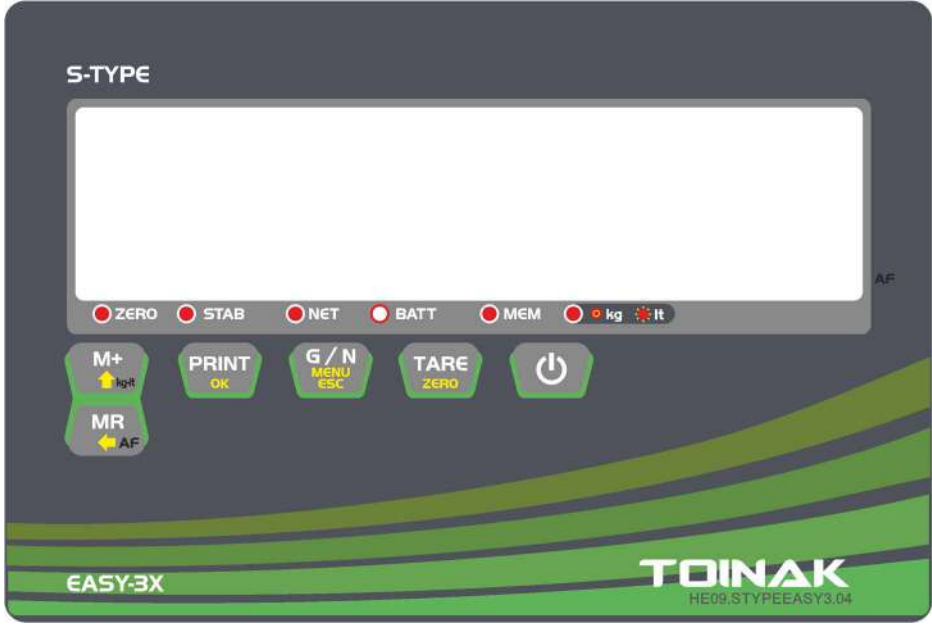 S-TYPE
AF
ZERO STAB NET BATT MEM kg lt
M+ PRINT G/N TARE
kg-lt OK MENU ZERO
ESC
MR
AF
EASY-3X
TOINAK
HE09.STYPEEASY3.04